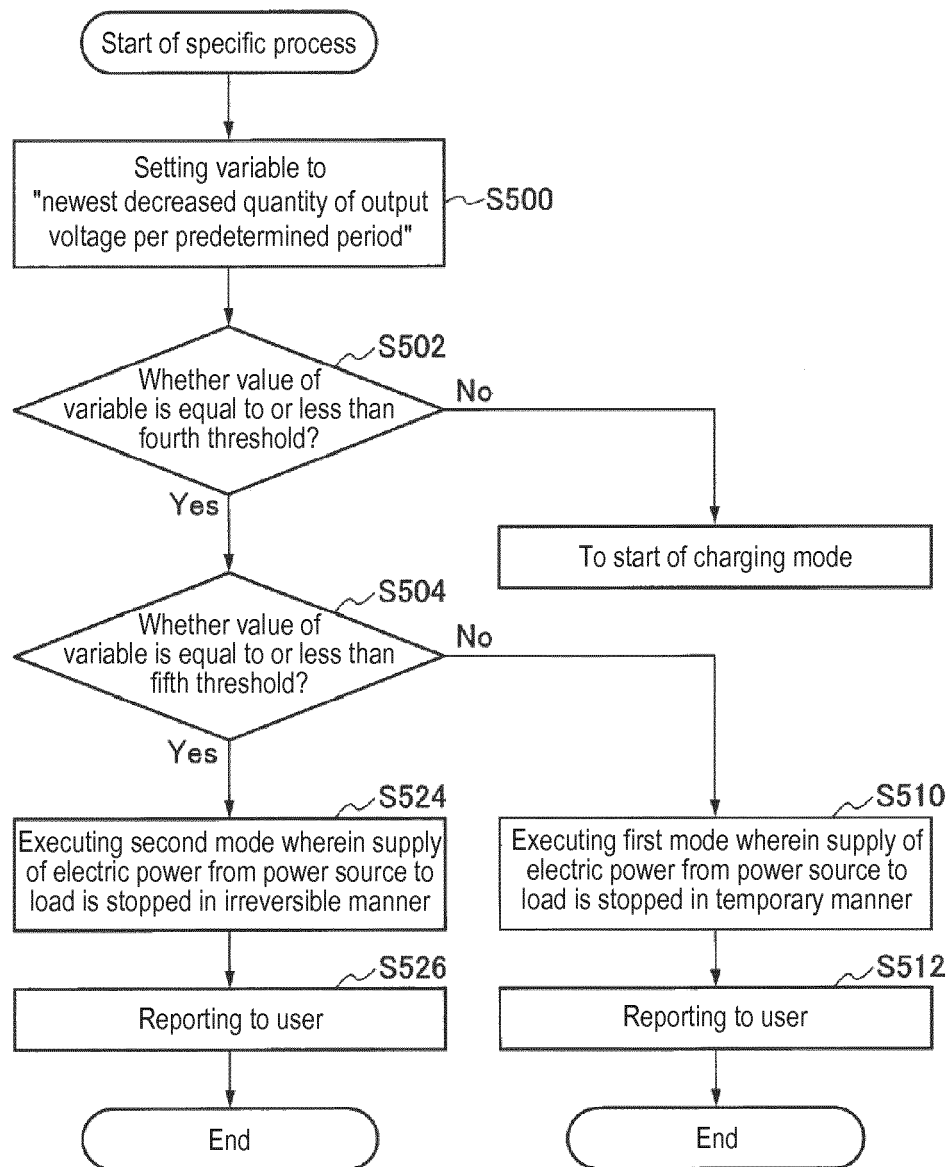 Start of specific process
Setting variable to
"newest decreased quantity of output
voltage per predetermined period"
S500
S502
Whether value of
variable is equal to or less than
fourth threshold?
No
Yes
To start of charging mode
S504
Whether value of
variable is equal to or less than
fifth threshold?
No
Yes
S524
Executing second mode wherein supply
of electric power from power source to
load is stopped in irreversible manner
S510
Executing first mode wherein supply of
electric power from power source to
load is stopped in temporary manner
S526
Reporting to user
S512
Reporting to user
End
End